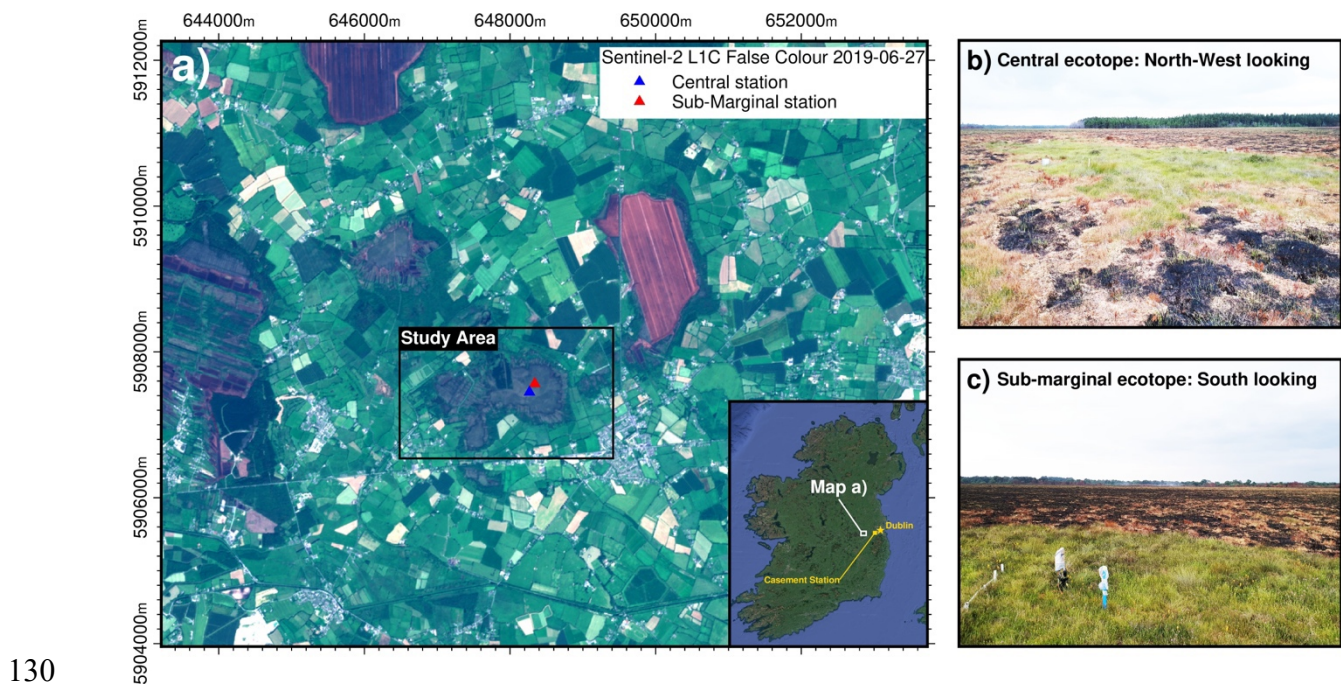 644000m 646000m 648000m 650000m 652000m
5912000m
5910000m
5908000m
5906000m
5904000m
a)
Sentinel-2 L1C False Colour 2019-06-27
Central station
Sub-Marginal station
Study Area
Map a)
Dublin
Casement Station
b) Central ecotope: North-West looking
c) Sub-marginal ecotope: South looking
130